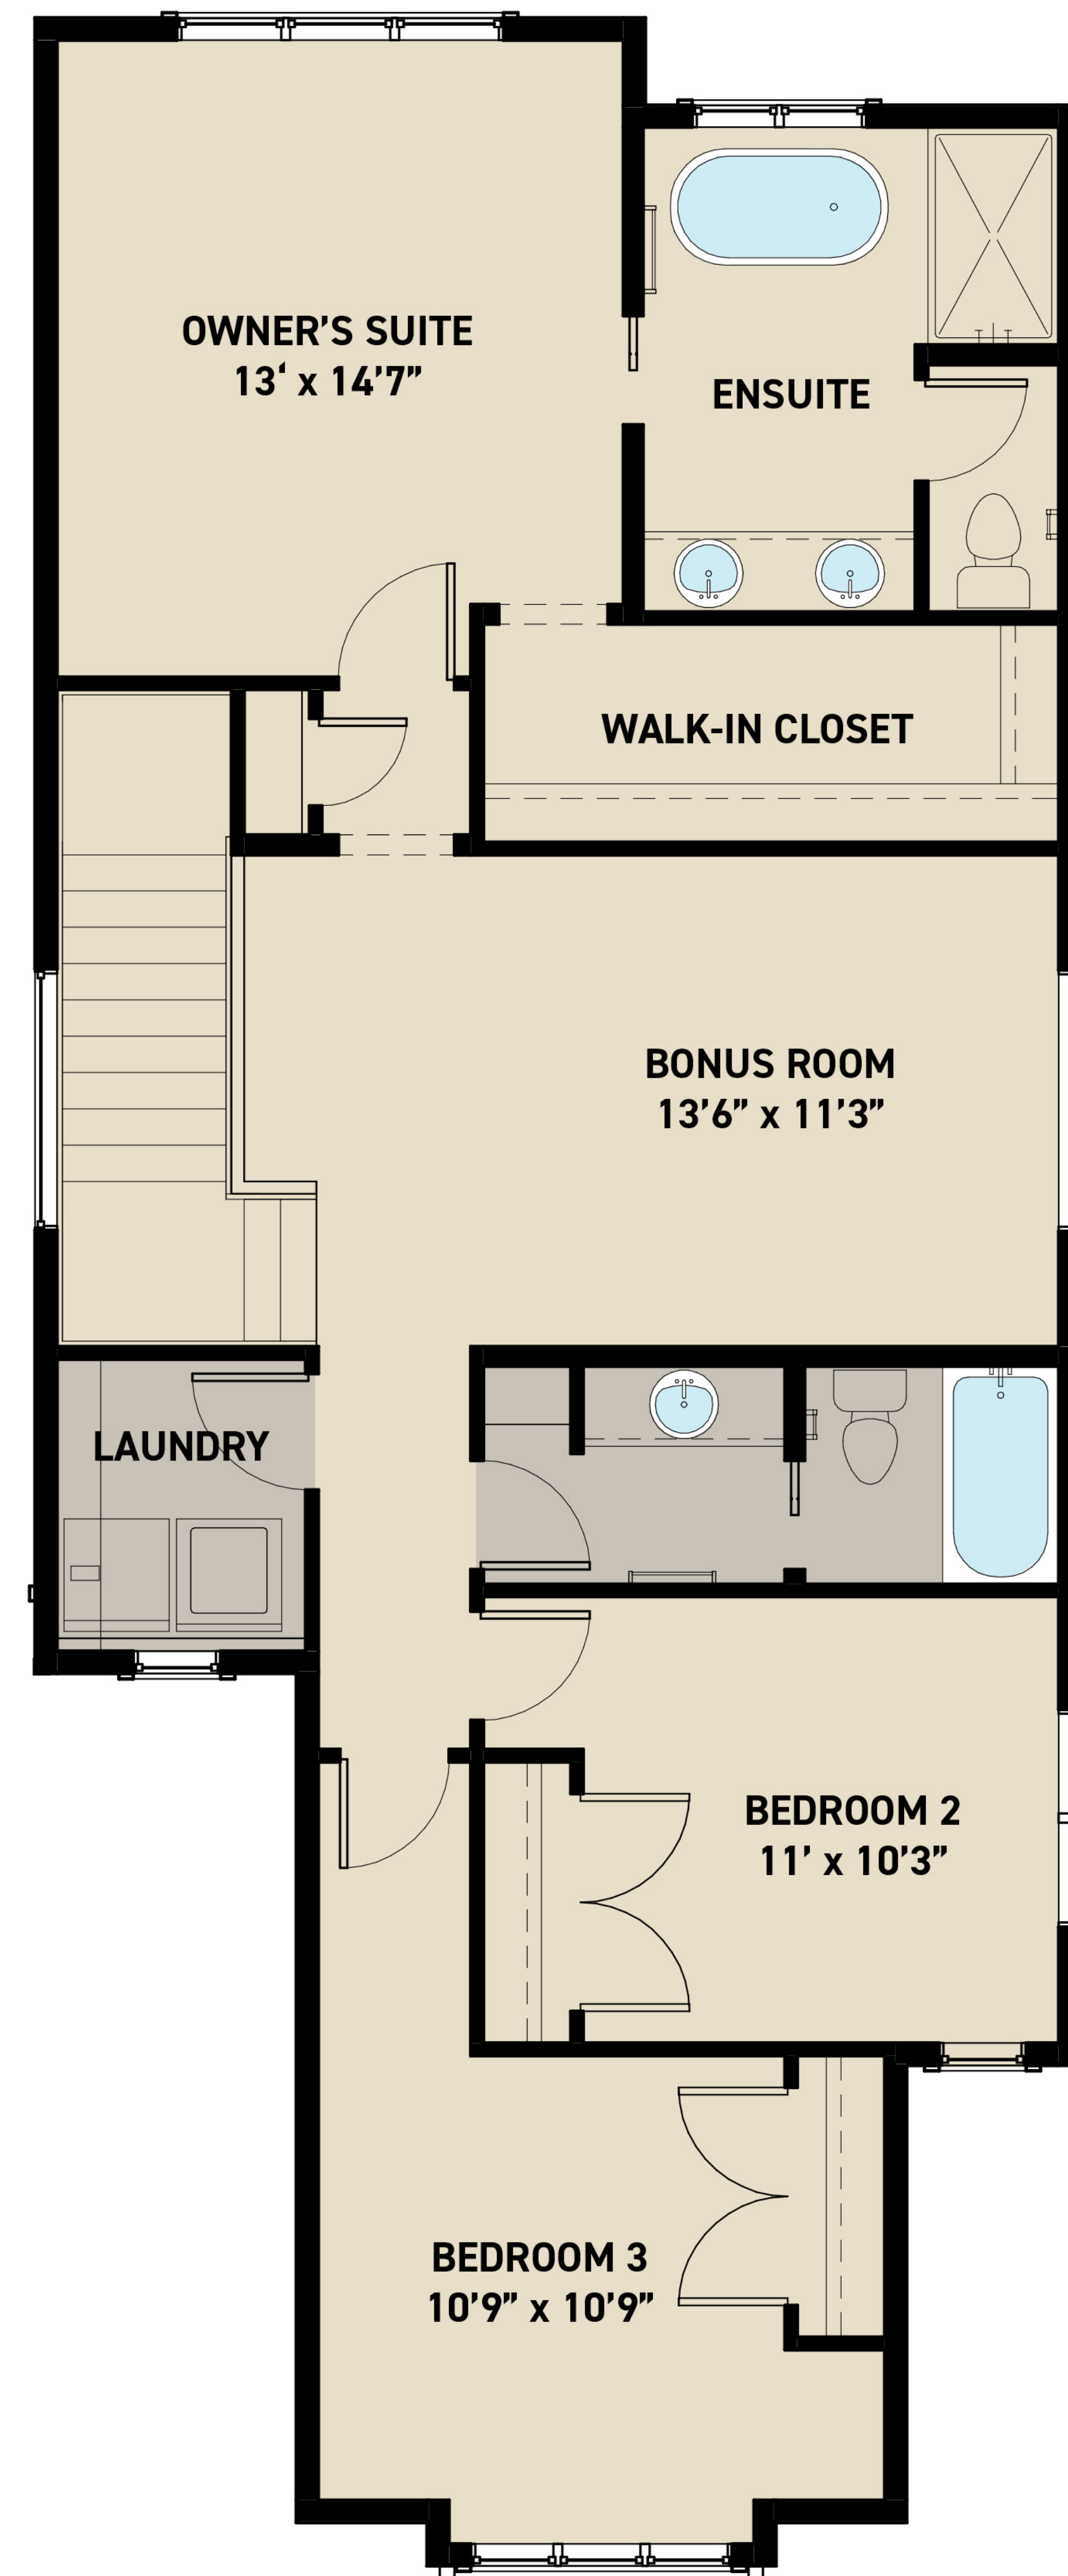 OWNER'S SUITE
13‘ x 14’7”
ENSUITE
WALK-IN CLOSET
BONUS ROOM
13’6” x 11’3”
LAUNDRY
BEDROOM 2
11’ x 10’3”
BEDROOM 3
10’9” x 10’9”